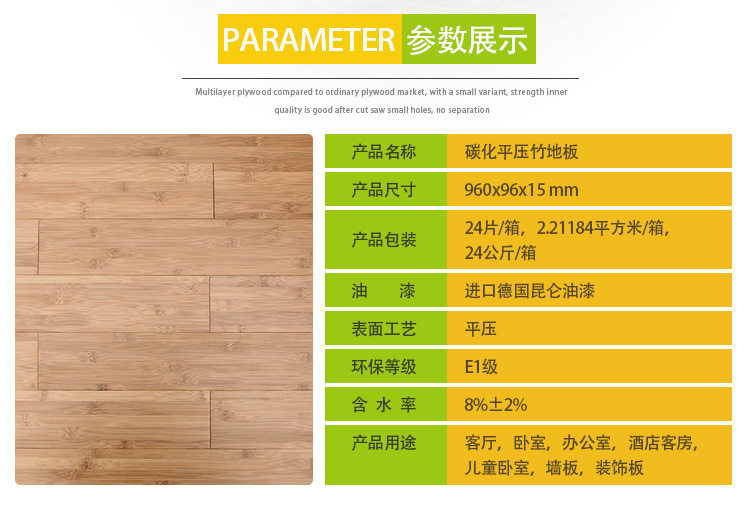 PARAMETER 参数展示
Multilayer plywood compared to ordinary plywood market, with a small variant, strength inner
quality is good after cut saw small holes, no separation
产品名称 碳化平压竹地板
产品尺寸 960x96x15 mm
产品包装 24片/箱，2.21184平方米/箱，
24公斤/箱
油 漆 进口德国昆仑油漆
表面工艺 平压
环保等级 E1级
含 水 率 8%±2%
产品用途 客厅，卧室，办公室，酒店客房，
儿童卧室，墙板，装饰板